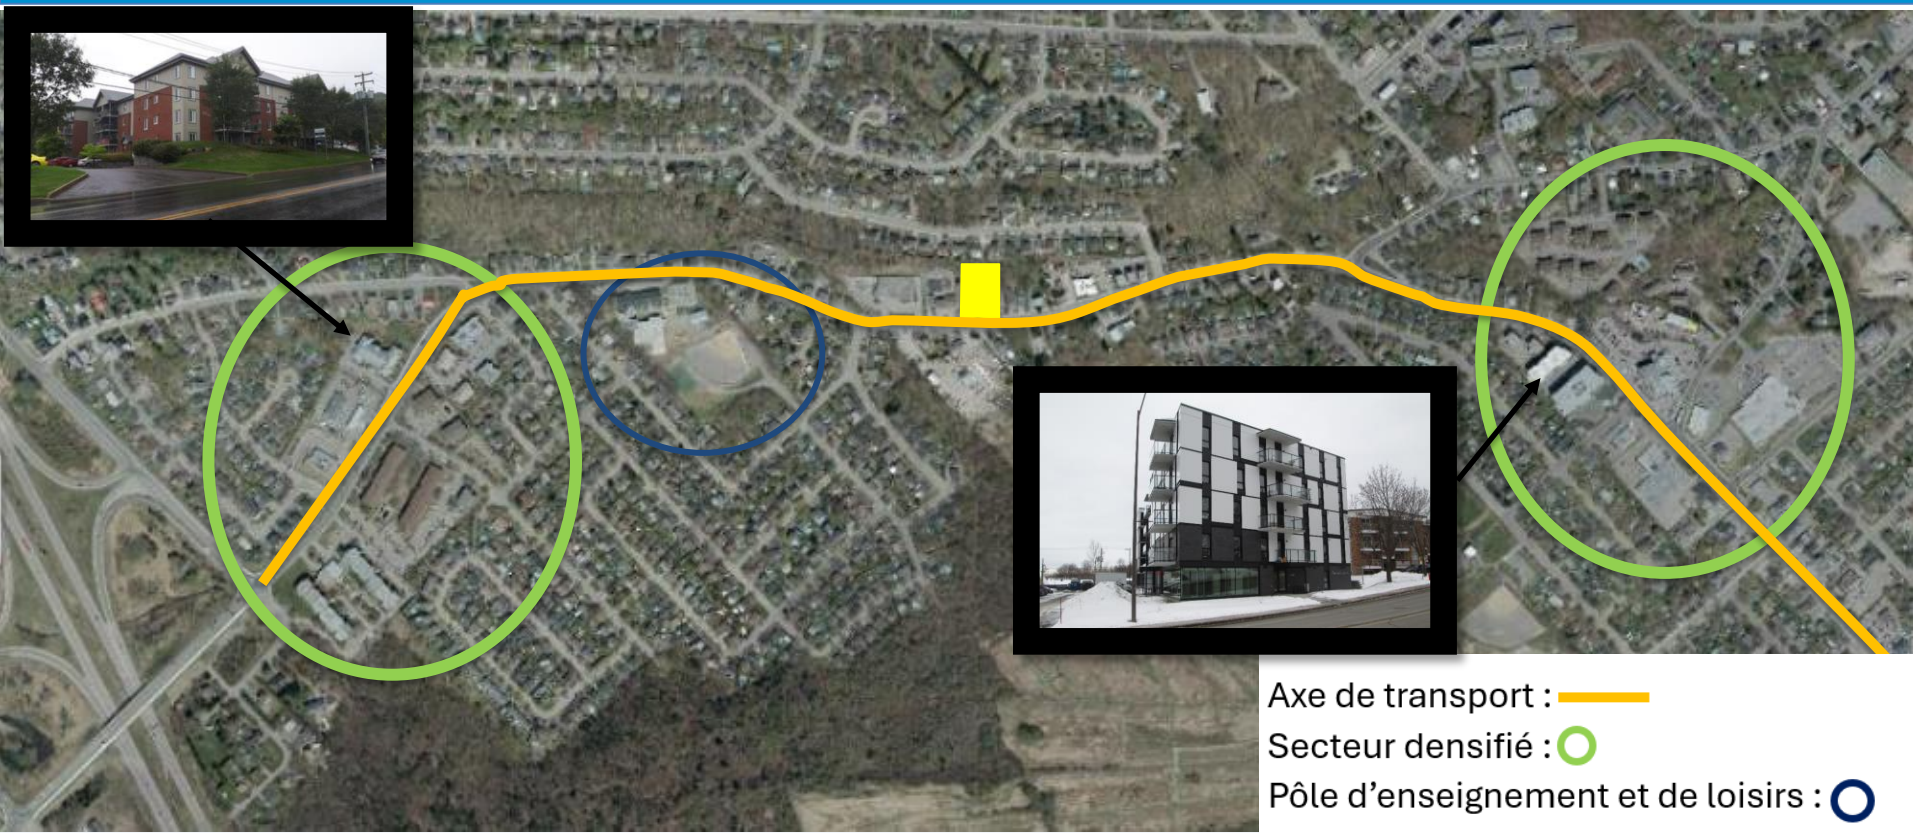 Axe de transport :
Secteur densifié :
Pôle d’enseignement et de loisirs :